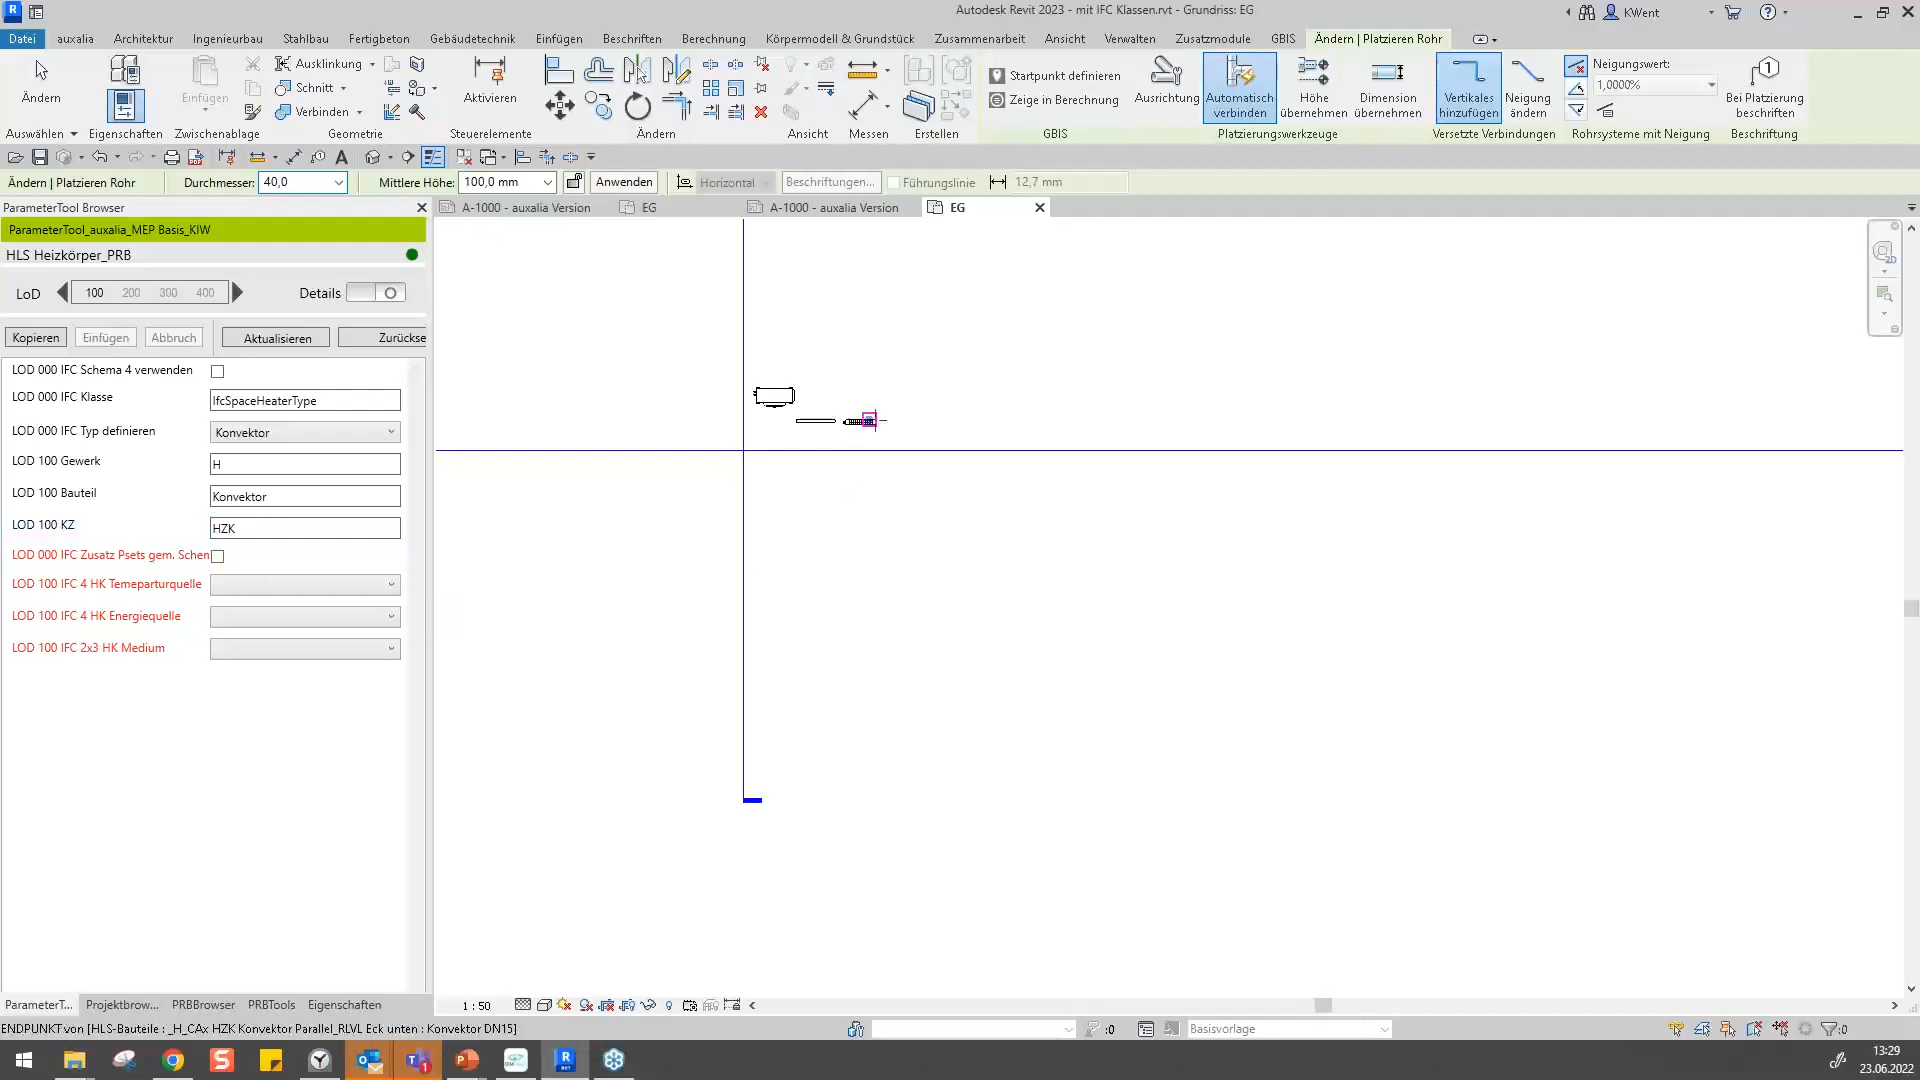 Autodesk Revit 2023 - mit IFC Klassen.rvt - Grundriss: EG
KWent
Datei auxalia Architektur Ingenieurbau Stahlbau Fertigbeton Gebäudetechnik Einfügen Beschriften Berechnung Körpermodell & Grundstück Zusammenarbeit Ansicht Verwalten Zusatzmodule GBIS Ändern | Platzieren Rohr
Ändern
Einfügen
Ausklinkung
Schnitt
Verbinden
Aktivieren
Startpunkt definieren
Zeige in Berechnung
Ausrichtung
Automatisch verbinden
Höhe übernehmen
Dimension übernehmen
Vertikales hinzufügen
Neigung ändern
Neigungswert:
1,0000%
Bei Platzierung beschriften
Auswählen Eigenschaften Zwischenablage Geometrie Steuerelemente Ändern Ansicht Messen Erstellen GBIS Platzierungswerkzeuge Versetzte Verbindungen Rohrsysteme mit Neigung Beschriftung
Ändern | Platzieren Rohr Durchmesser: 40,0 Mittlere Höhe: 100,0 mm Anwenden Horizontal Beschriftungen... Führungslinie 12,7 mm
ParameterTool Browser
A-1000 - auxalia Version EG A-1000 - auxalia Version EG
ParameterTool_auxalia_MEP Basis_KIW
HLS Heizkörper_PRB
LoD 100 200 300 400 Details
Kopieren Einfügen Abbruch Aktualisieren Zurückse
LOD 000 IFC Schema 4 verwenden
LOD 000 IFC Klasse IfcSpaceHeaterType
LOD 000 IFC Typ definieren Konvektor
LOD 100 Gewerk H
LOD 100 Bauteil Konvektor
LOD 100 KZ HZK
LOD 000 IFC Zusatz Psets gem. Schen
LOD 100 IFC 4 HK Temeparturquelle
LOD 100 IFC 4 HK Energiequelle
LOD 100 IFC 2x3 HK Medium
2D
ParameterT... Projektbrow... PRBBrowser PRBTools Eigenschaften
1 : 50
ENDPUNKT von [HLS-Bauteile : _H_CAx HZK Konvektor Parallel_RLVL Eck unten : Konvektor DN15]
:0
Basisvorlage
:0
13:29
23.06.2022